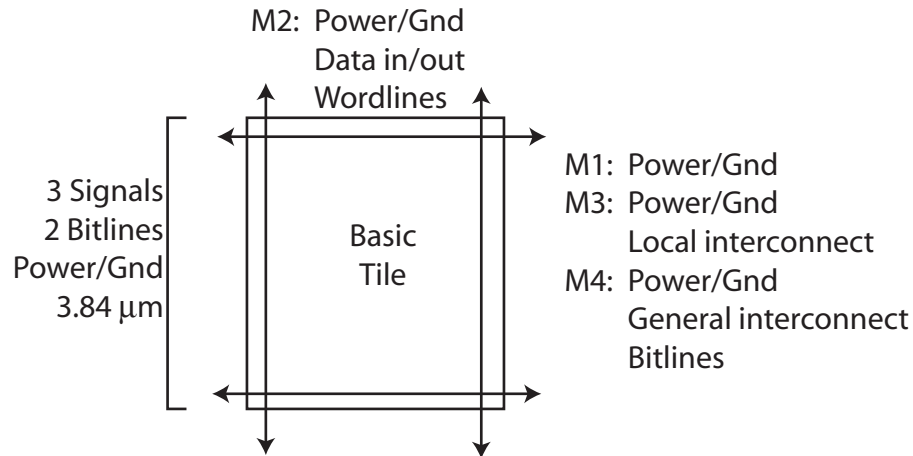 M2: Power/Gnd
Data in/out
Wordlines
3 Signals
2 Bitlines
Power/Gnd
3.84 μm
Basic
Tile
M1: Power/Gnd
M3: Power/Gnd
Local interconnect
M4: Power/Gnd
General interconnect
Bitlines